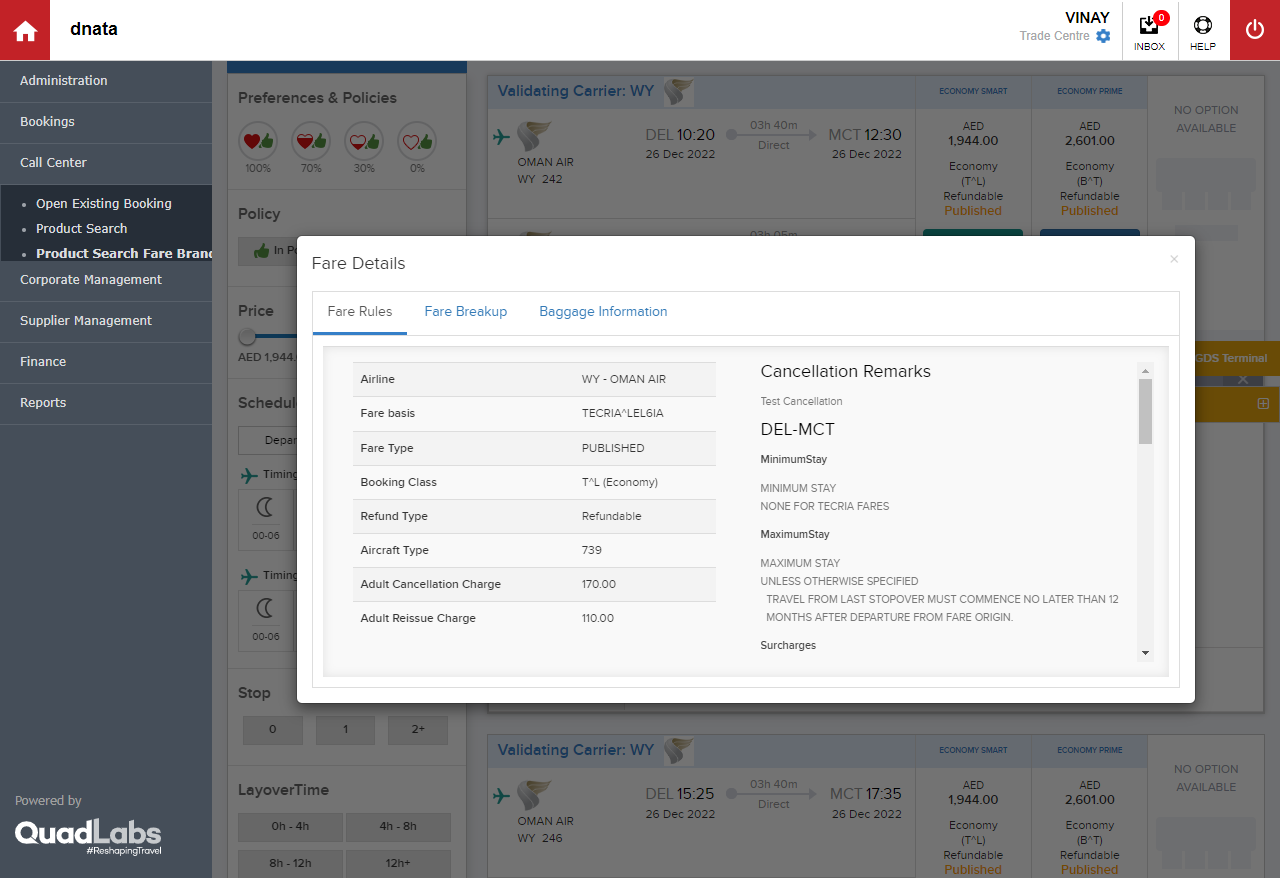 dnata
VINAY
Trade Centre
0
INBOX
HELP
Administration
Bookings
Call Center
Open Existing Booking
Product Search
Product Search Fare Brand
Corporate Management
Supplier Management
Finance
Reports
Powered by
QuadLabs
#ReshapingTravel
Preferences & Policies
100% 70% 30% 0%
Policy
In Po
Price
AED 1,944.
Schedul
Depar
Timing
00-06
Timing
00-06
Stop
0 1 2+
LayoverTime
0h - 4h 4h - 8h
8h - 12h 12h+
Validating Carrier: WY
ECONOMY SMART ECONOMY PRIME
NO OPTION
AVAILABLE
OMAN AIR
WY 242
DEL 10:20
26 Dec 2022
03h 40m
Direct
MCT 12:30
26 Dec 2022
AED
1,944.00
Economy
(T^L)
Refundable
Published
AED
2,601.00
Economy
(B^T)
Refundable
Published
03h 05m
GDS Terminal
Fare Details
×
Fare Rules Fare Breakup Baggage Information
Airline WY - OMAN AIR
Fare basis TECRIA^LEL6IA
Fare Type PUBLISHED
Booking Class T^L (Economy)
Refund Type Refundable
Aircraft Type 739
Adult Cancellation Charge 170.00
Adult Reissue Charge 110.00
Cancellation Remarks
Test Cancellation
DEL-MCT
MinimumStay
MINIMUM STAY
NONE FOR TECRIA FARES
MaximumStay
MAXIMUM STAY
UNLESS OTHERWISE SPECIFIED
TRAVEL FROM LAST STOPOVER MUST COMMENCE NO LATER THAN 12
MONTHS AFTER DEPARTURE FROM FARE ORIGIN.
Surcharges
Validating Carrier: WY
ECONOMY SMART ECONOMY PRIME
NO OPTION
AVAILABLE
OMAN AIR
WY 246
DEL 15:25
26 Dec 2022
03h 40m
Direct
MCT 17:35
26 Dec 2022
AED
1,944.00
Economy
(T^L)
Refundable
Published
AED
2,601.00
Economy
(B^T)
Refundable
Published